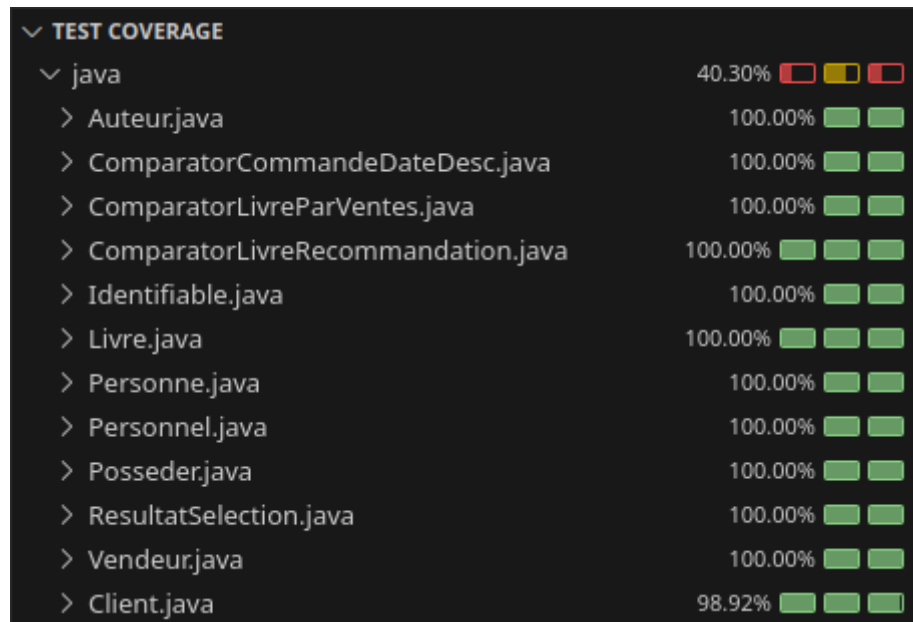 TEST COVERAGE
java 40.30%
Auteur.java 100.00%
ComparatorCommandeDateDesc.java 100.00%
ComparatorLivreParVentes.java 100.00%
ComparatorLivreRecommandation.java 100.00%
Identifiable.java 100.00%
Livre.java 100.00%
Personne.java 100.00%
Personnel.java 100.00%
Posseder.java 100.00%
ResultatSelection.java 100.00%
Vendeur.java 100.00%
Client.java 98.92%